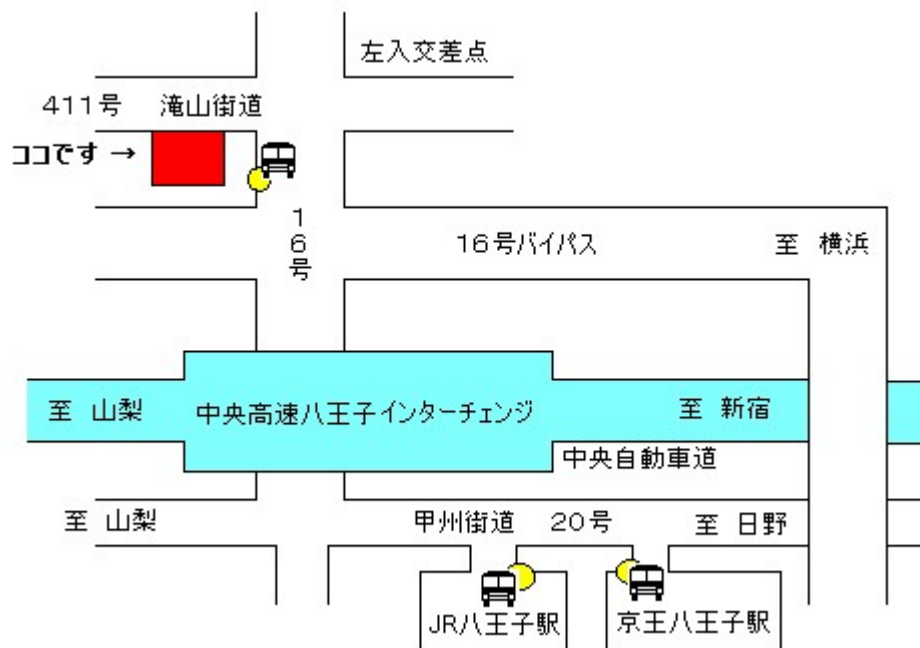 左入交差点
411号　滝山街道
ココです →
16号
16号バイパス
至 横浜
至 山梨
中央高速八王子インターチェンジ
至 新宿
中央自動車道
至 山梨
甲州街道　20号
至 日野
JR八王子駅
京王八王子駅